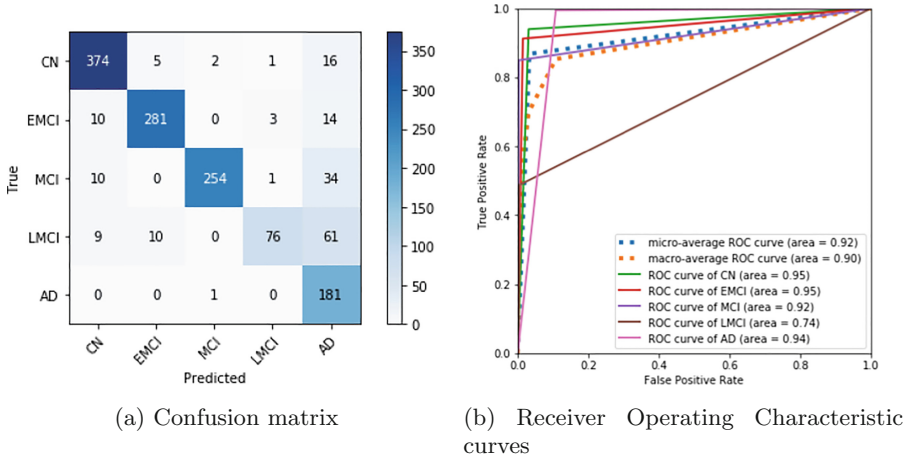 CN 374 5 2 1 16
EMCI 10 281 0 3 14
MCI 10 0 254 1 34
LMCI 9 10 0 76 61
AD 0 0 1 0 181
True
CN EMCI MCI LMCI AD
Predicted
350
300
250
200
150
100
50
0
(a) Confusion matrix
1.0
0.8
0.6
0.4
0.2
0.0
True Positive Rate
micro-average ROC curve (area = 0.92)
macro-average ROC curve (area = 0.90)
ROC curve of CN (area = 0.95)
ROC curve of EMCI (area = 0.95)
ROC curve of MCI (area = 0.92)
ROC curve of LMCI (area = 0.74)
ROC curve of AD (area = 0.94)
0.0 0.2 0.4 0.6 0.8 1.0
False Positive Rate
(b) Receiver Operating Characteristic
curves